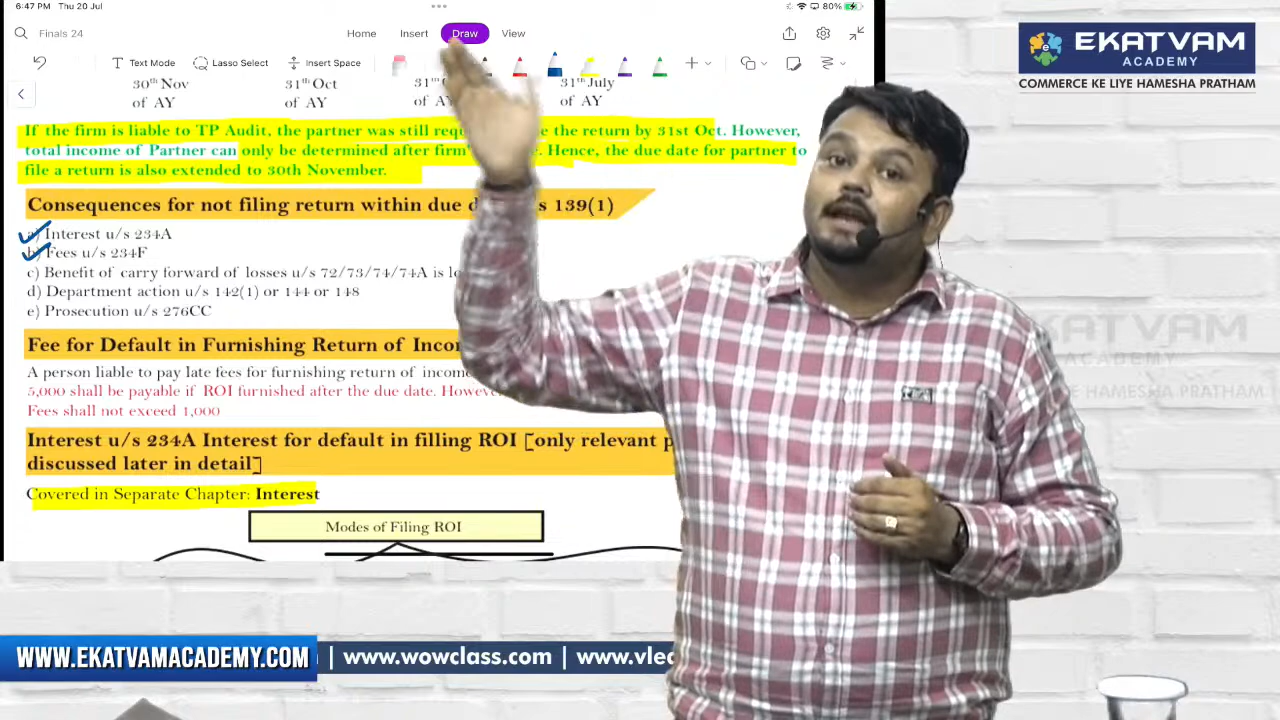 6:47 PM Thu 20 Jul
80%
Finals 24
Home Insert Draw View
Text Mode Lasso Select Insert Space
30th Nov 31st Oct 31st 31st July
of AY of AY of AY of AY
If the firm is liable to TP Audit, the partner was still the return by 31st Oct. However,
total income of Partner can only be determined after Hence, the due date for partner to
file a return is also extended to 30th November.
Consequences for not filing return within due 139(1)
a) Interest u/s 234A
b) Fees u/s 234F
c) Benefit of carry forward of losses u/s 72/73/74/74A is
d) Department action u/s 142(1) or 144 or 148
e) Prosecution u/s 276CC
Fee for Default in Furnishing Return of
A person liable to pay late fees for furnishing return of
5,000 shall be payable if ROI furnished after the due date.
Fees shall not exceed 1,000
Interest u/s 234A Interest for default in filling ROI [only relevant
discussed later in detail]
Covered in Separate Chapter: Interest
Modes of Filing ROI
EKATVAM
ACADEMY
COMMERCE KE LIYE HAMESHA PRATHAM
EKATVAM
ACADEMY
HAMESHA PRATHAM
WWW.EKATVAMACADEMY.COM | www.wowclass.com |